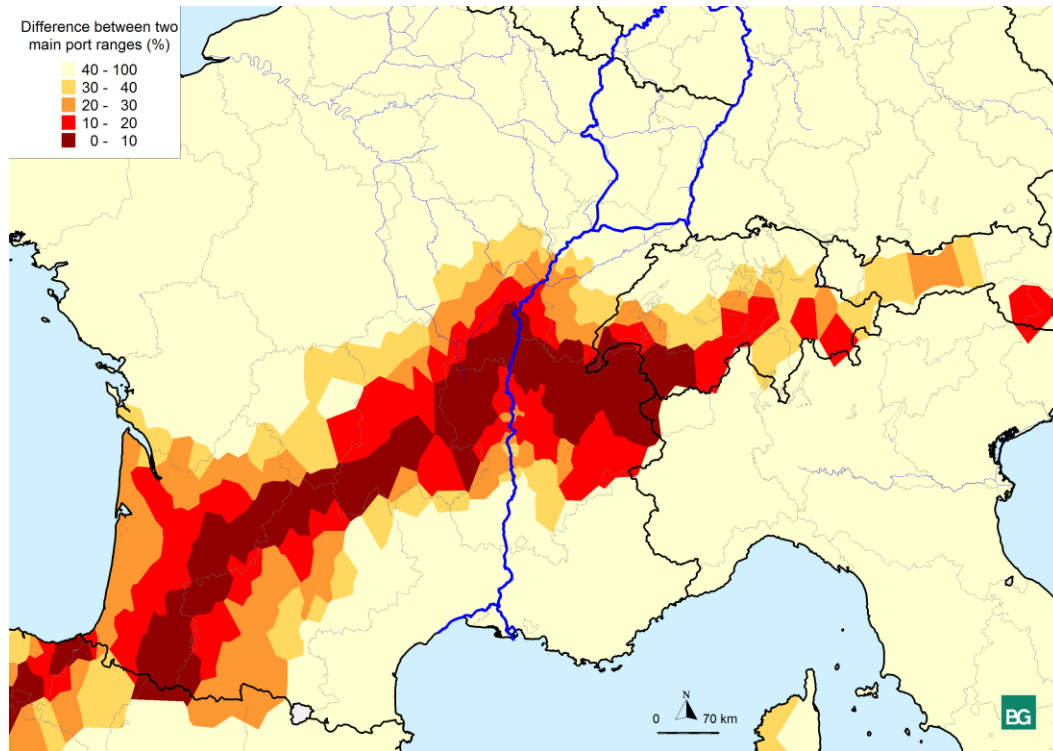 Difference between two
main port ranges (%)
40 - 100
30 - 40
20 - 30
10 - 20
0 - 10
N
0 70 km
BG